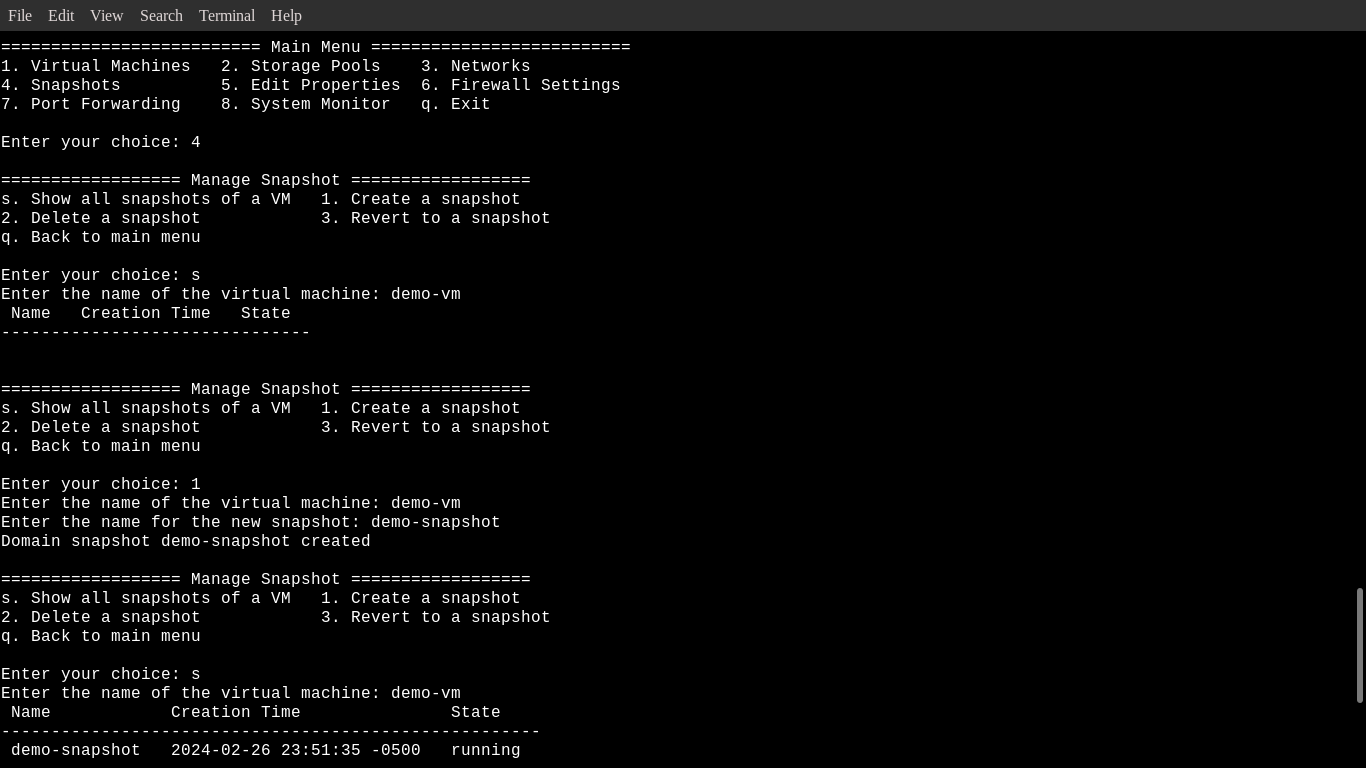 File Edit View Search Terminal Help
========================== Main Menu ==========================
1. Virtual Machines   2. Storage Pools    3. Networks
4. Snapshots          5. Edit Properties  6. Firewall Settings
7. Port Forwarding    8. System Monitor   q. Exit
Enter your choice: 4
================== Manage Snapshot ==================
s. Show all snapshots of a VM   1. Create a snapshot
2. Delete a snapshot            3. Revert to a snapshot
q. Back to main menu
Enter your choice: s
Enter the name of the virtual machine: demo-vm
 Name   Creation Time   State
-------------------------------
================== Manage Snapshot ==================
s. Show all snapshots of a VM   1. Create a snapshot
2. Delete a snapshot            3. Revert to a snapshot
q. Back to main menu
Enter your choice: 1
Enter the name of the virtual machine: demo-vm
Enter the name for the new snapshot: demo-snapshot
Domain snapshot demo-snapshot created
================== Manage Snapshot ==================
s. Show all snapshots of a VM   1. Create a snapshot
2. Delete a snapshot            3. Revert to a snapshot
q. Back to main menu
Enter your choice: s
Enter the name of the virtual machine: demo-vm
 Name            Creation Time               State
------------------------------------------------------
 demo-snapshot   2024-02-26 23:51:35 -0500   running